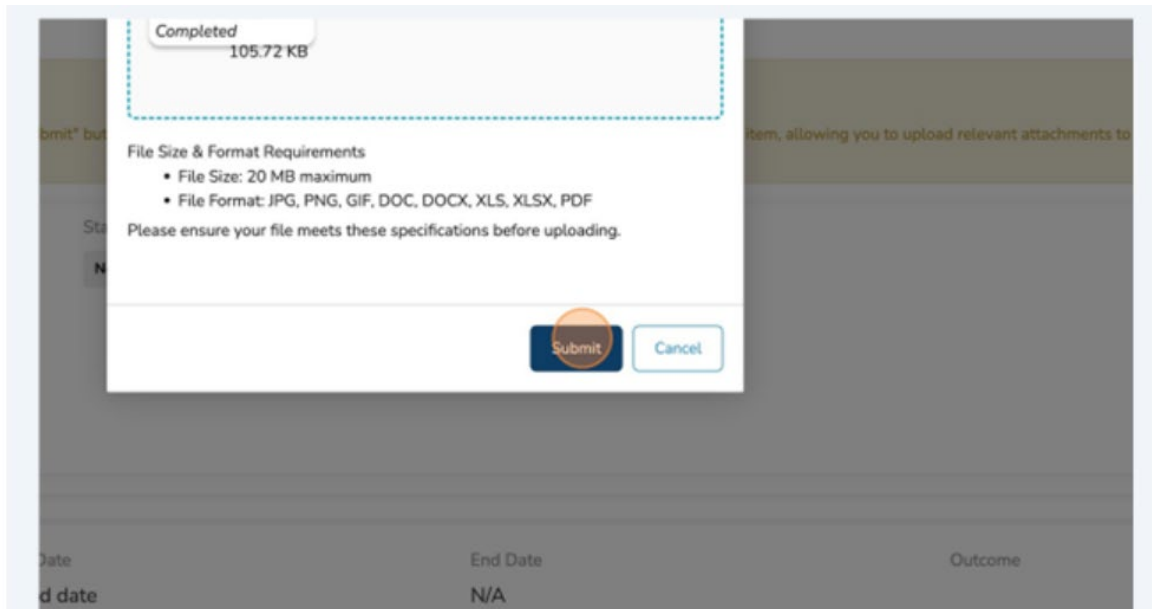 Completed
105.72 KB
bmit" but
item, allowing you to upload relevant attachments to
File Size & Format Requirements
• File Size: 20 MB maximum
• File Format: JPG, PNG, GIF, DOC, DOCX, XLS, XLSX, PDF
Sta
Please ensure your file meets these specifications before uploading.
N
Submit
Cancel
Date
End Date
Outcome
d date
N/A